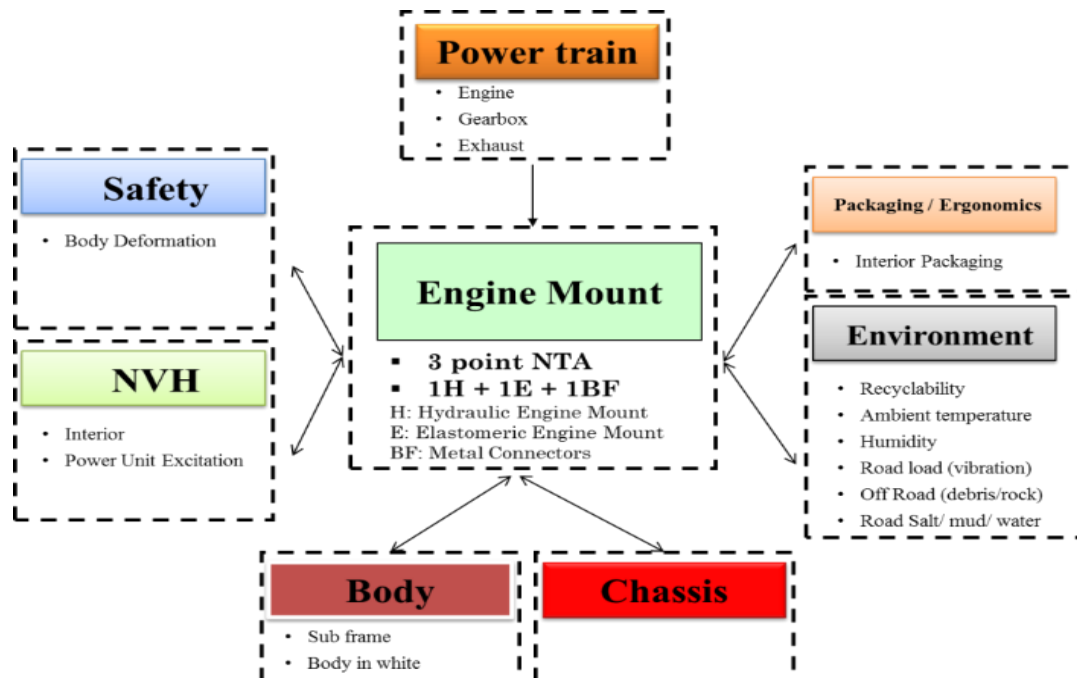 Power train
• Engine
• Gearbox
• Exhaust
Safety
• Body Deformation
Packaging / Ergonomics
• Interior Packaging
Engine Mount
▪ 3 point NTA
▪ 1H + 1E + 1BF
H: Hydraulic Engine Mount
E: Elastomeric Engine Mount
BF: Metal Connectors
NVH
• Interior
• Power Unit Excitation
Environment
• Recyclability
• Ambient temperature
• Humidity
• Road load (vibration)
• Off Road (debris/rock)
• Road Salt/ mud/ water
Body
• Sub frame
• Body in white
Chassis